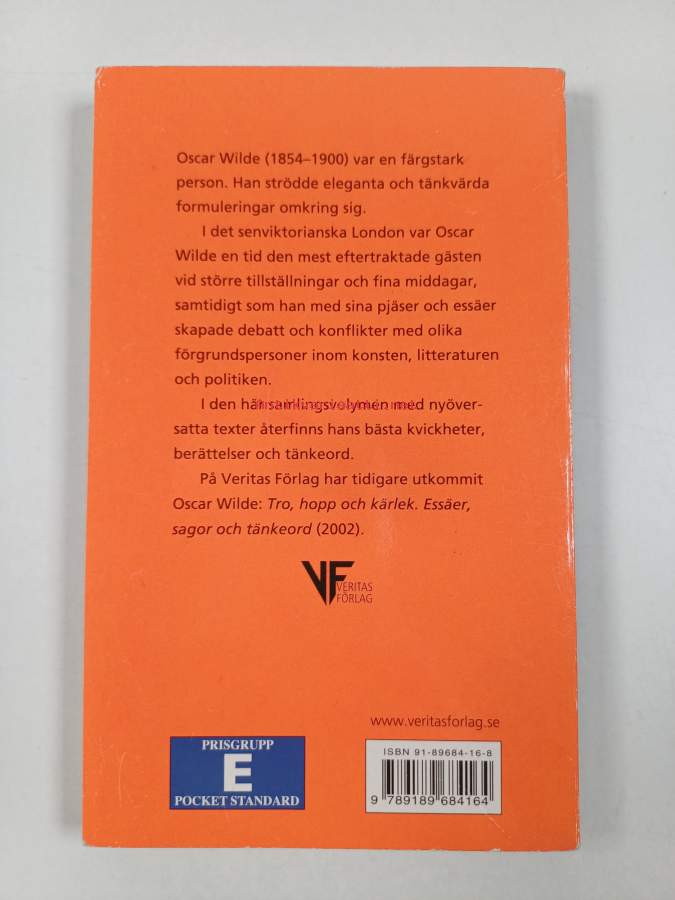 Oscar Wilde (1854–1900) var en färgstark
person. Han strödde eleganta och tänkvärda
formuleringar omkring sig.
I det senviktorianska London var Oscar
Wilde en tid den mest eftertraktade gästen
vid större tillställningar och fina middagar,
samtidigt som han med sina pjäser och essäer
skapade debatt och konflikter med olika
förgrundspersoner inom konsten, litteraturen
och politiken.
I den här samlingsvolymen med nyöver-
satta texter återfinns hans bästa kvickheter,
berättelser och tänkeord.
På Veritas Förlag har tidigare utkommit
Oscar Wilde: Tro, hopp och kärlek. Essäer,
sagor och tänkeord (2002).
VF
VERITAS
FÖRLAG
www.veritasforlag.se
PRISGRUPP
E
POCKET STANDARD
ISBN 91-89684-16-8
9 789189 684164